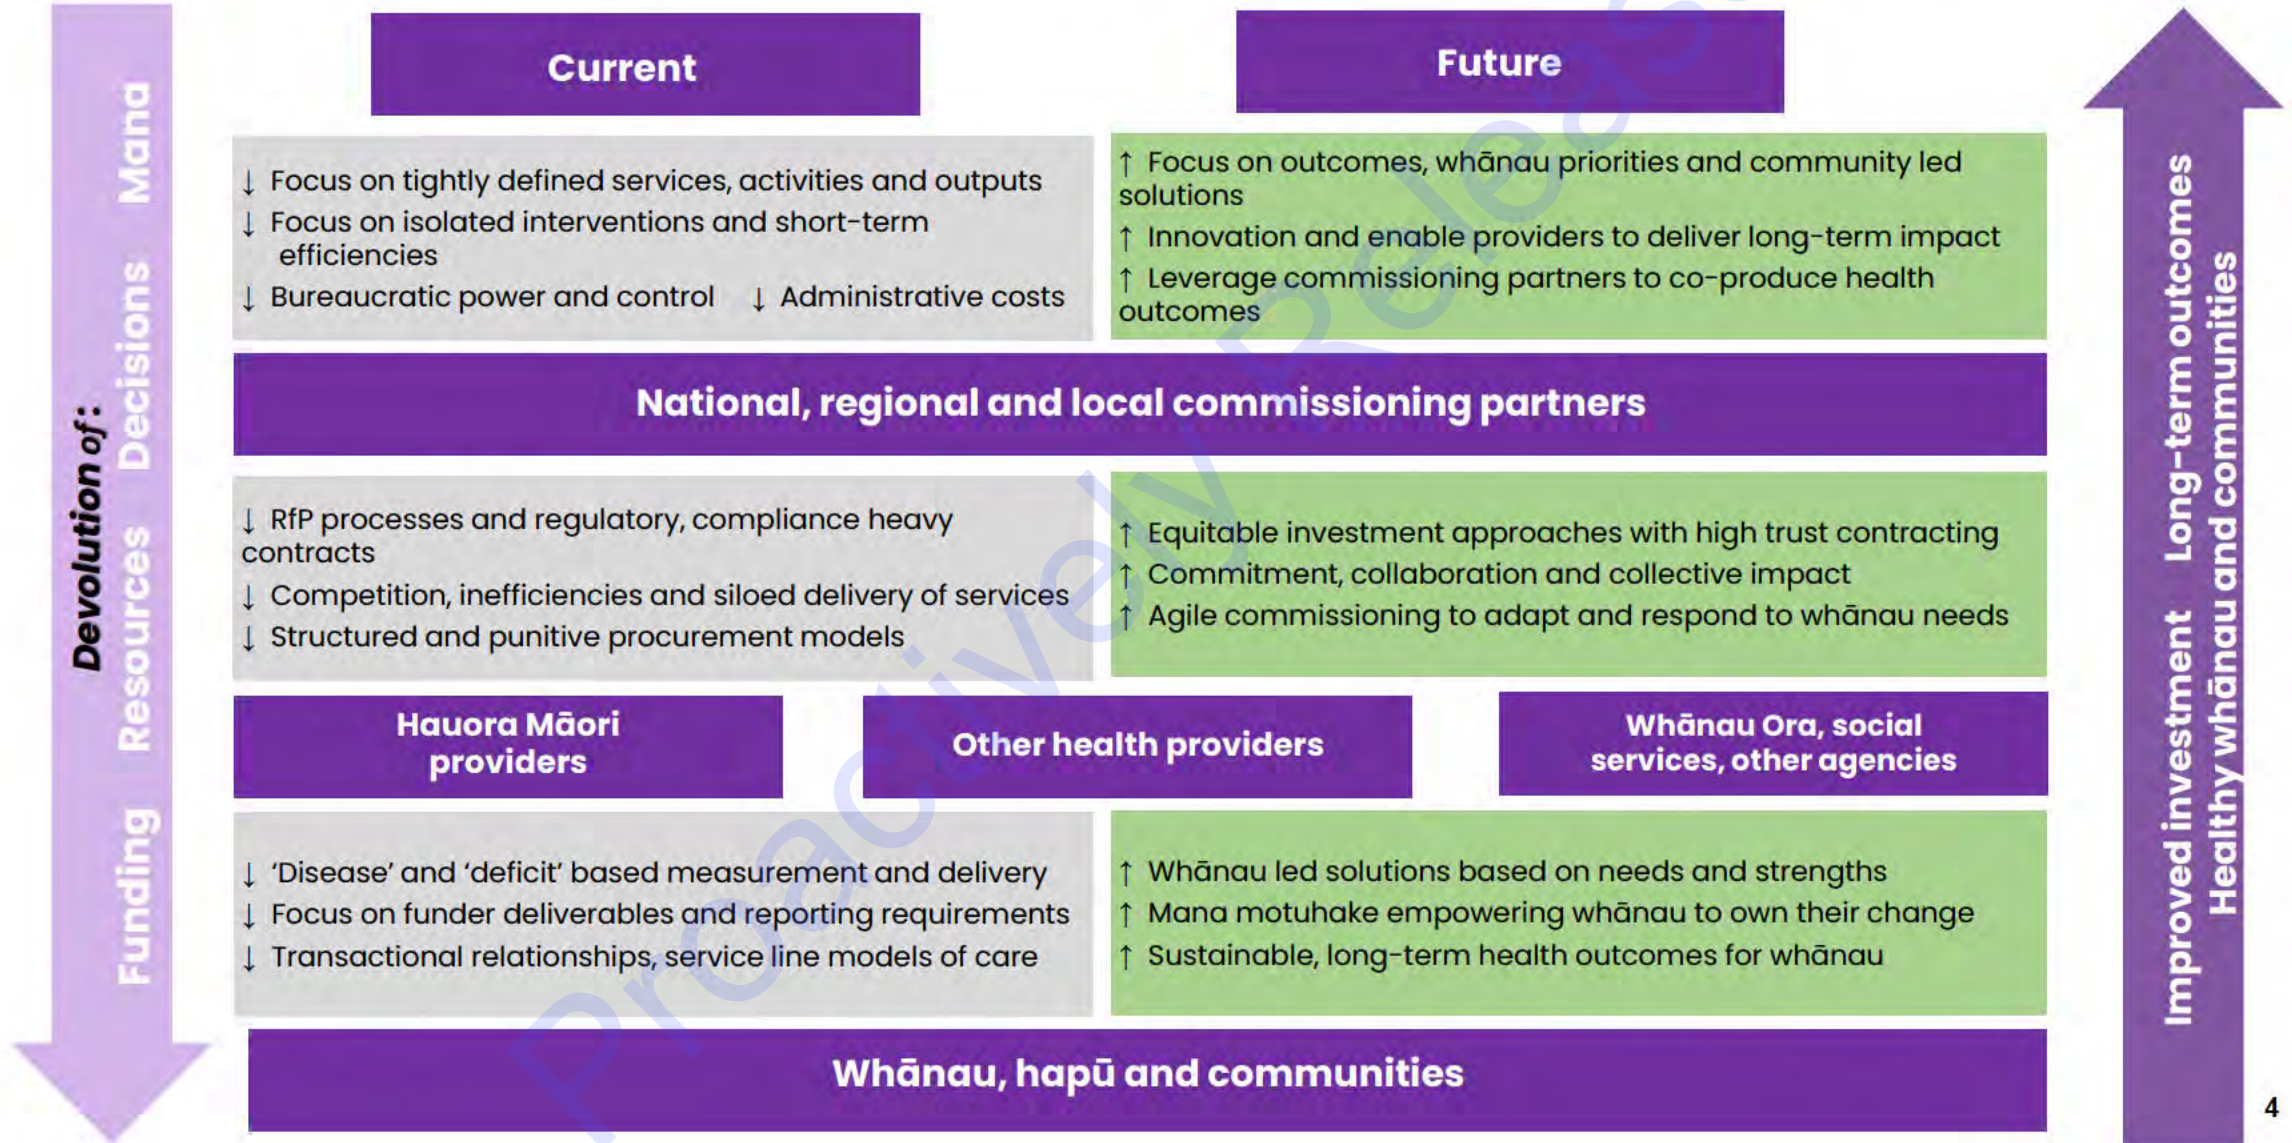 Current
Future
↓ Focus on tightly defined services, activities and outputs
↓ Focus on isolated interventions and short-term
efficiencies
↓ Bureaucratic power and control ↓ Administrative costs
↑ Focus on outcomes, whānau priorities and community led
solutions
↑ Innovation and enable providers to deliver long-term impact
↑ Leverage commissioning partners to co-produce health
outcomes
National, regional and local commissioning partners
↓ RfP processes and regulatory, compliance heavy
contracts
↓ Competition, inefficiencies and siloed delivery of services
↓ Structured and punitive procurement models
↑ Equitable investment approaches with high trust contracting
↑ Commitment, collaboration and collective impact
↑ Agile commissioning to adapt and respond to whānau needs
Hauora Māori
providers
Other health providers
Whānau Ora, social
services, other agencies
↓ ‘Disease’ and ‘deficit’ based measurement and delivery
↓ Focus on funder deliverables and reporting requirements
↓ Transactional relationships, service line models of care
↑ Whānau led solutions based on needs and strengths
↑ Mana motuhake empowering whānau to own their change
↑ Sustainable, long-term health outcomes for whānau
Whānau, hapū and communities
Devolution of:
Funding Resources Decisions Mana
Improved investment Long-term outcomes
Healthy whānau and communities
Proactively Releas
4